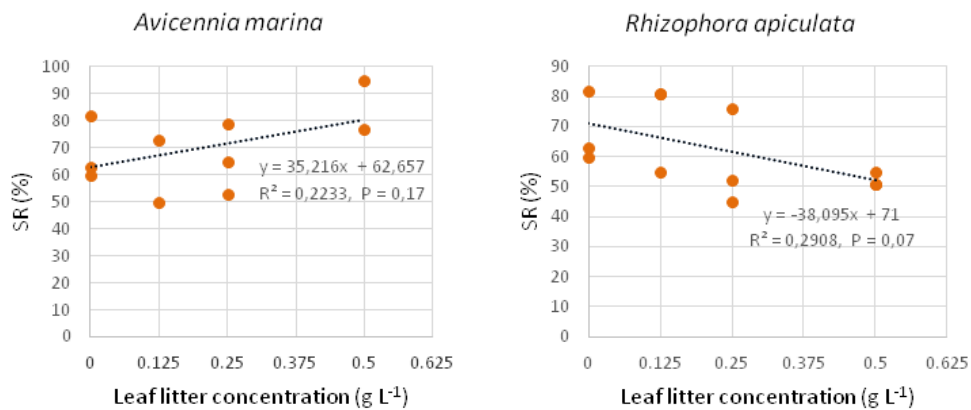 Avicennia marina
100
90
80
70
60
50
40
30
20
10
0
SR (%)
y = 35,216x + 62,657
R² = 0,2233, P = 0,17
0 0.125 0.25 0.375 0.5 0.625
Leaf litter concentration (g L⁻¹)
Rhizophora apiculata
90
80
70
60
50
40
30
20
10
0
SR (%)
y = -38,095x + 71
R² = 0,2908, P = 0,07
0 0.125 0.25 0.375 0.5 0.625
Leaf litter concentration (g L⁻¹)